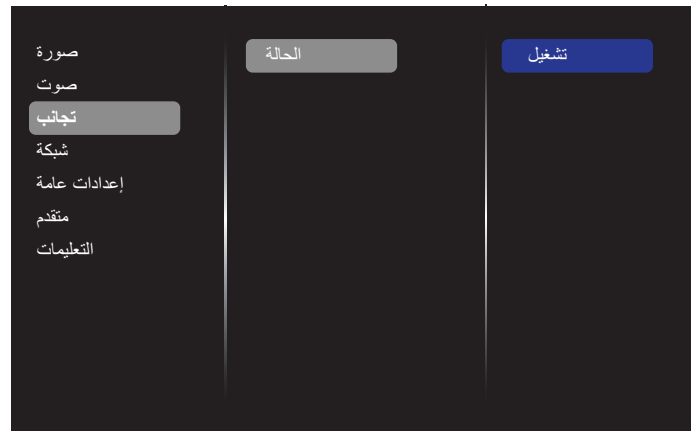 صورة
صوت
تجانب
شبكة
إعدادات عامة
متقدم
التعليمات
الحالة
تشغيل